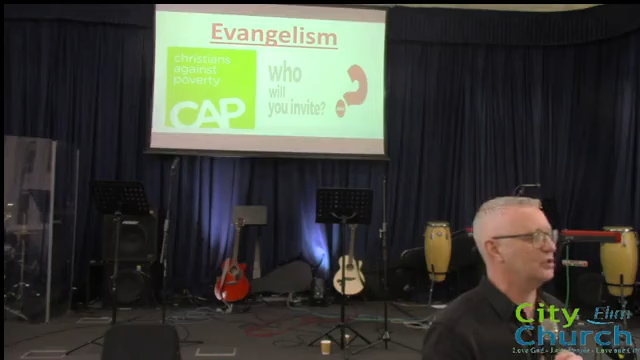 Evangelism
christians
against
poverty
CAP
who
will
you invite?
City Elim
Church